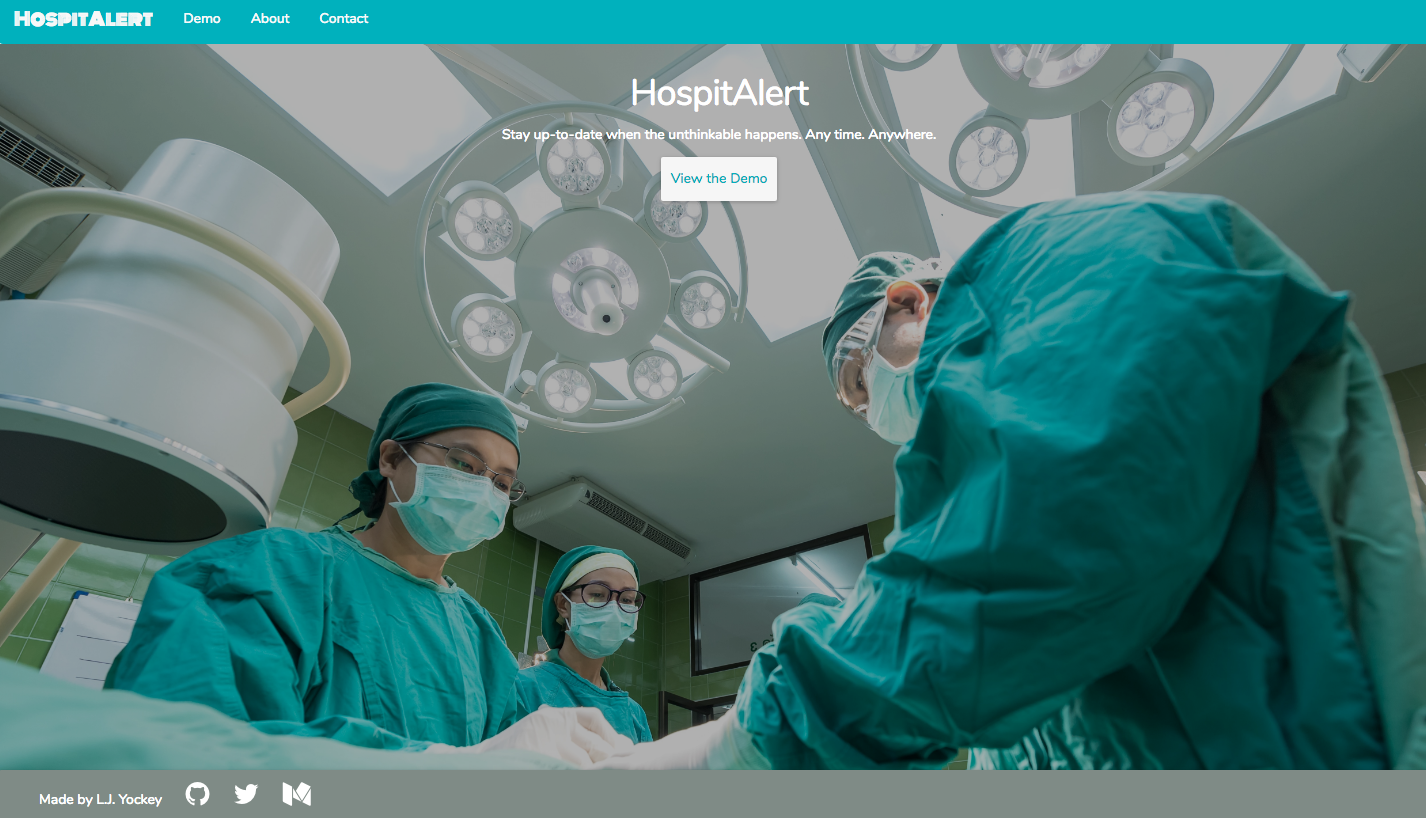 HOSPITALERT Demo About Contact
HospitAlert
Stay up-to-date when the unthinkable happens. Any time. Anywhere.
View the Demo
Made by L.J. Yockey